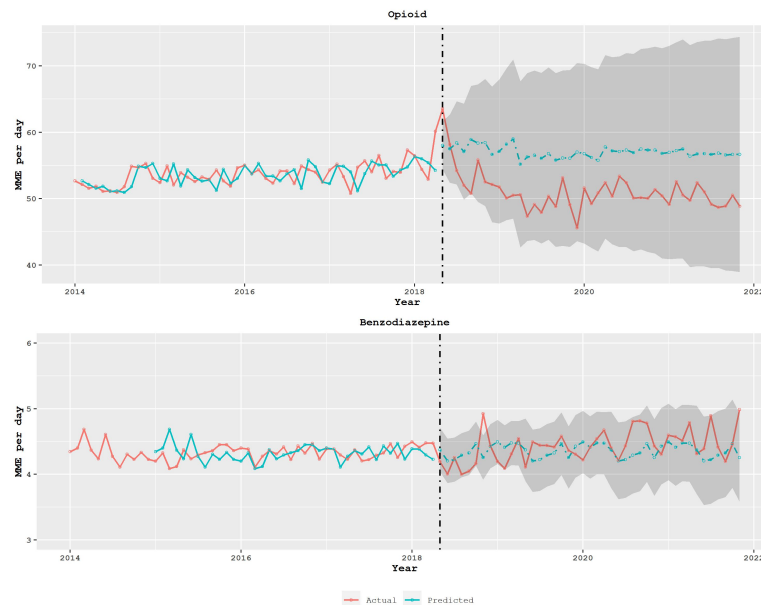 Opioid
MME per day
70
60
50
40
2014 2016 2018 2020 2022
Year
Benzodiazepine
MME per day
6
5
4
3
2014 2016 2018 2020 2022
Year
Actual Predicted